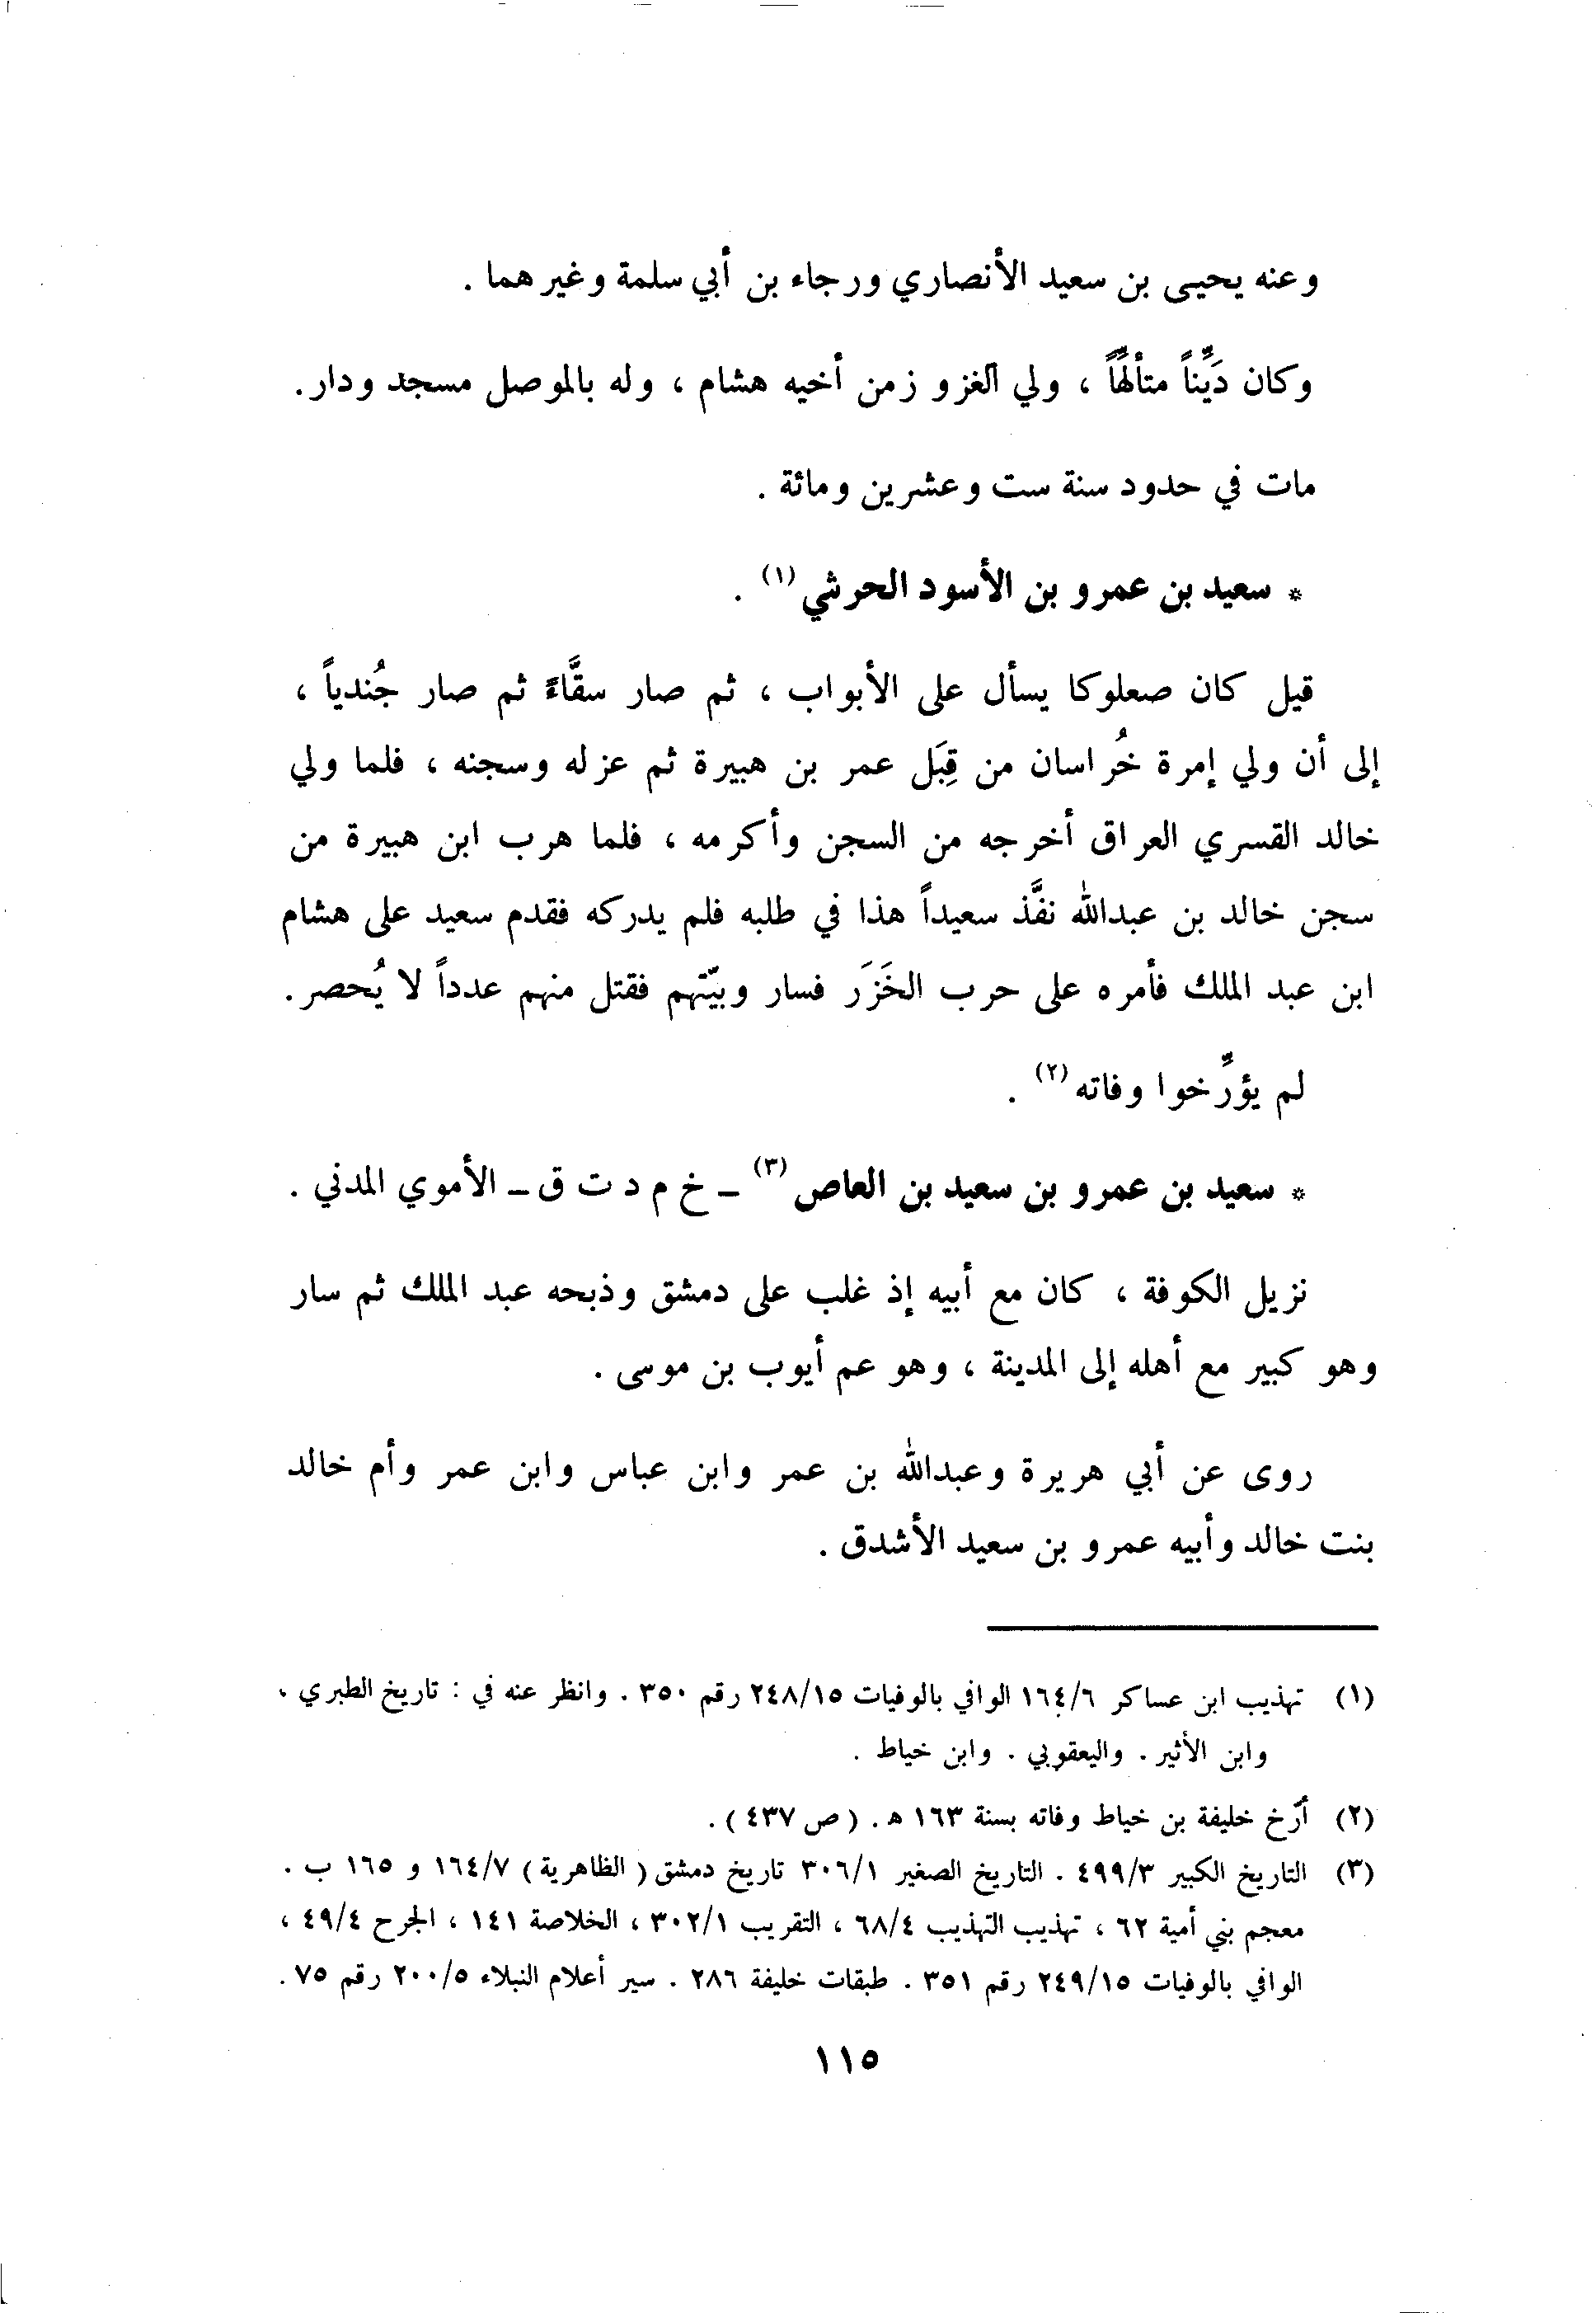 وعنه يحيى بن سعيد الأنصاري ورجاء بن أبي سلمة وغيرهما .
وكان دَيِّناً متألِّهاً ، ولي الغزو زمن أخيه هشام ، وله بالموصل مسجد ودار.
مات في حدود سنة ست وعشرين ومائة .
* سعيد بن عمرو بن الأسود الحرشي (١) .
قيل كان صعلوكا يسأل على الأبواب ، ثم صار سقَّاءً ثم صار جُندياً ،
إلى أن ولي إمرة خُراسان من قِبَل عمر بن هبيرة ثم عزله وسجنه ، فلما ولي
خالد القسري العراق أخرجه من السجن وأكرمه ، فلما هرب ابن هبيرة من
سجن خالد بن عبدالله نفَّذ سعيداً هذا في طلبه فلم يدركه فقدم سعيد على هشام
ابن عبد الملك فأمره على حرب الخَزَر فسار وبيّتهم فقتل منهم عدداً لا يُحصر.
لم يؤرِّخوا وفاته (٢) .
* سعيد بن عمرو بن سعيد بن العاص (٣) ـ خ م د ت ق ـ الأموي المدني .
نزيل الكوفة ، كان مع أبيه إذ غلب على دمشق وذبحه عبد الملك ثم سار
وهو كبير مع أهله إلى المدينة ، وهو عم أيوب بن موسى .
روى عن أبي هريرة وعبدالله بن عمر وابن عباس وابن عمر وأم خالد
بنت خالد وأبيه عمرو بن سعيد الأشدق .
(١) تهذيب ابن عساكر ١٦٤/٦ الوافي بالوفيات ٢٤٨/١٥ رقم ٣٥٠ . وانظر عنه في : تاريخ الطبري ،
وابن الأثير . واليعقوبي . وابن خياط .
(٢) أرّخ خليفة بن خياط وفاته بسنة ١٦٣ ه . ( ص ٤٣٧ ) .
(٣) التاريخ الكبير ٤٩٩/٣ . التاريخ الصغير ٣٠٦/١ تاريخ دمشق ( الظاهرية ) ١٦٤/٧ و ١٦٥ ب .
معجم بني أمية ٦٢ ، تهذيب التهذيب ٦٨/٤ ، التقريب ٣٠٢/١ ، الخلاصة ١٤١ ، الجرح ٤٩/٤ ،
الوافي بالوفيات ٢٤٩/١٥ رقم ٣٥١ . طبقات خليفة ٢٨٦ . سير أعلام النبلاء ٢٠٠/٥ رقم ٧٥ .
١١٥